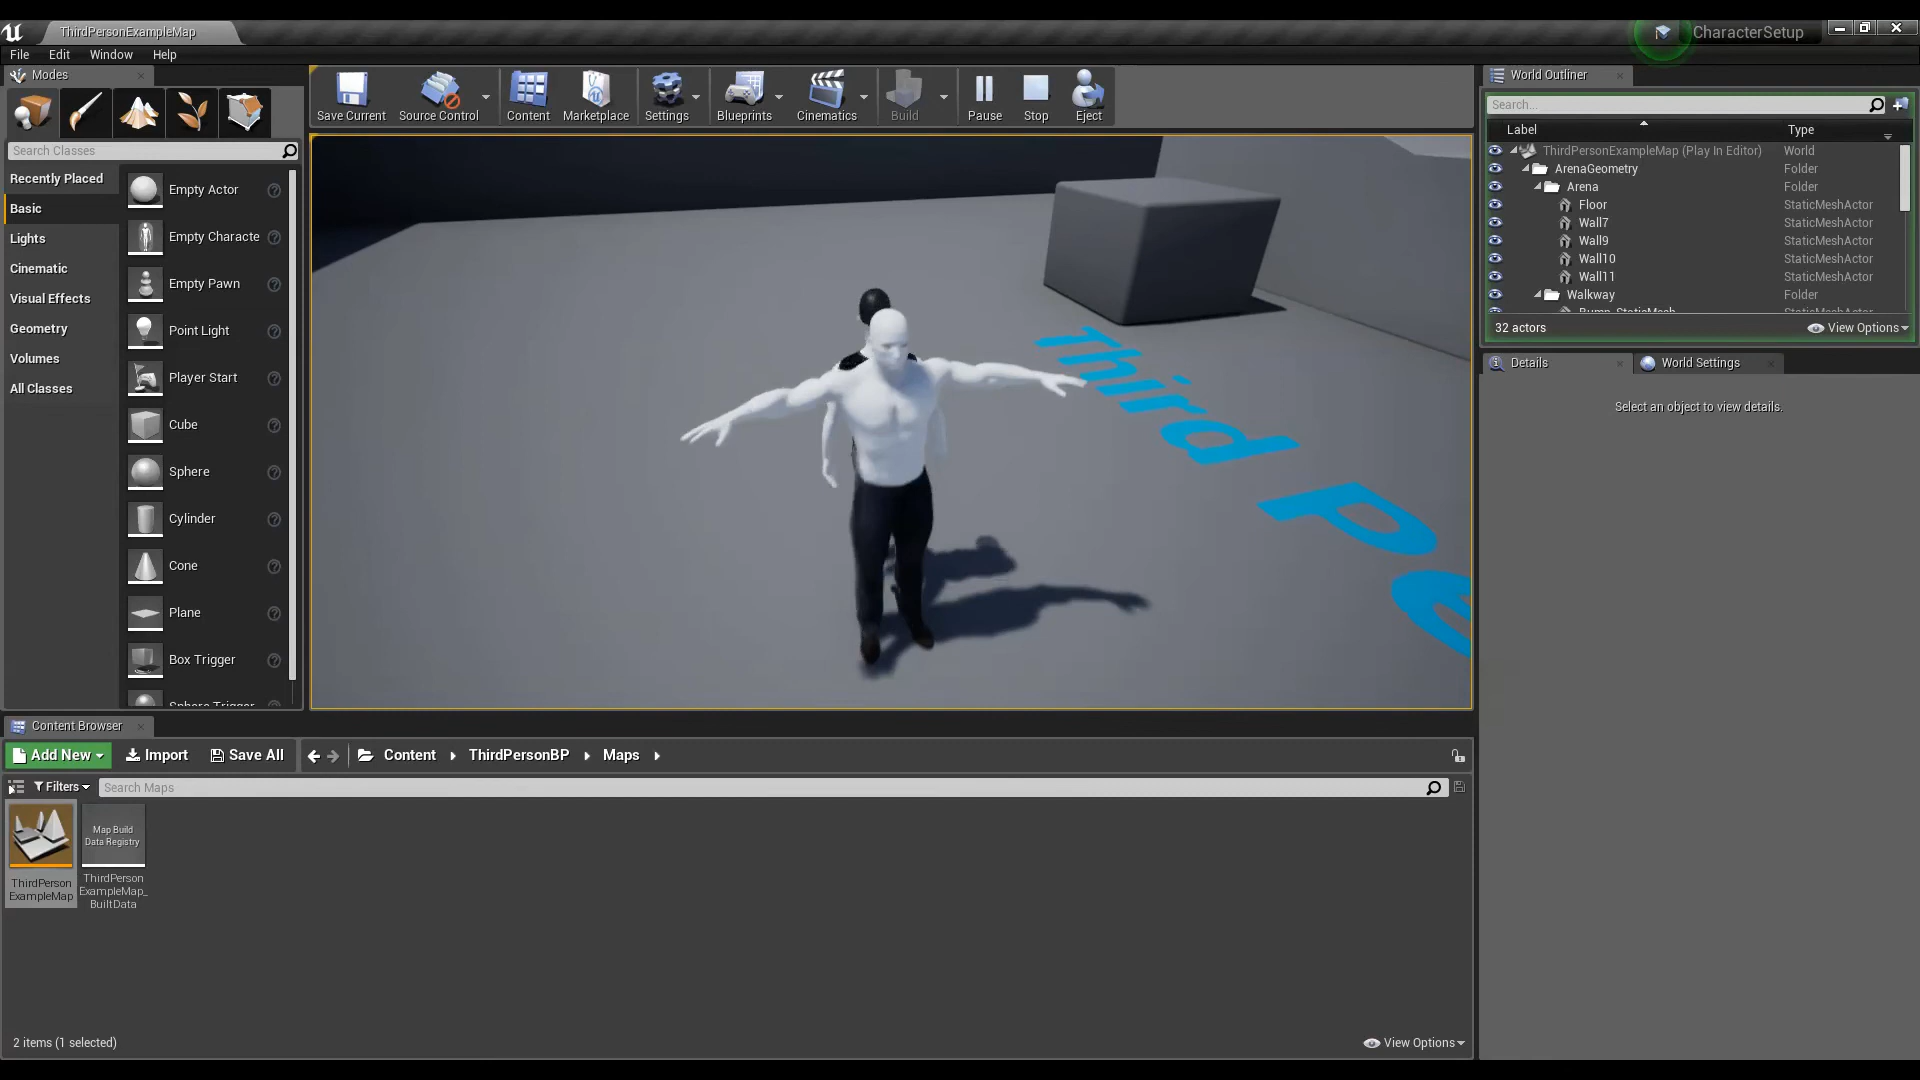 ThirdPersonExampleMap
CharacterSetup
File Edit Window Help
Modes
Save Current Source Control Content Marketplace Settings Blueprints Cinematics Build Pause Stop Eject
Search Classes
Recently Placed
Basic
Lights
Cinematic
Visual Effects
Geometry
Volumes
All Classes
Empty Actor
Empty Characte
Empty Pawn
Point Light
Player Start
Cube
Sphere
Cylinder
Cone
Plane
Box Trigger
Sphere Trigger
Third Pe
World Outliner
Search...
Label Type
ThirdPersonExampleMap (Play In Editor) World
ArenaGeometry Folder
Arena Folder
Floor StaticMeshActor
Wall7 StaticMeshActor
Wall9 StaticMeshActor
Wall10 StaticMeshActor
Wall11 StaticMeshActor
Walkway Folder
Bump_StaticMesh StaticMeshActor
32 actors View Options
Details World Settings
Select an object to view details.
Content Browser
Add New Import Save All Content ThirdPersonBP Maps
Filters Search Maps
Map Build
Data Registry
ThirdPerson
ExampleMap
ThirdPerson
ExampleMap_
BuiltData
2 items (1 selected) View Options